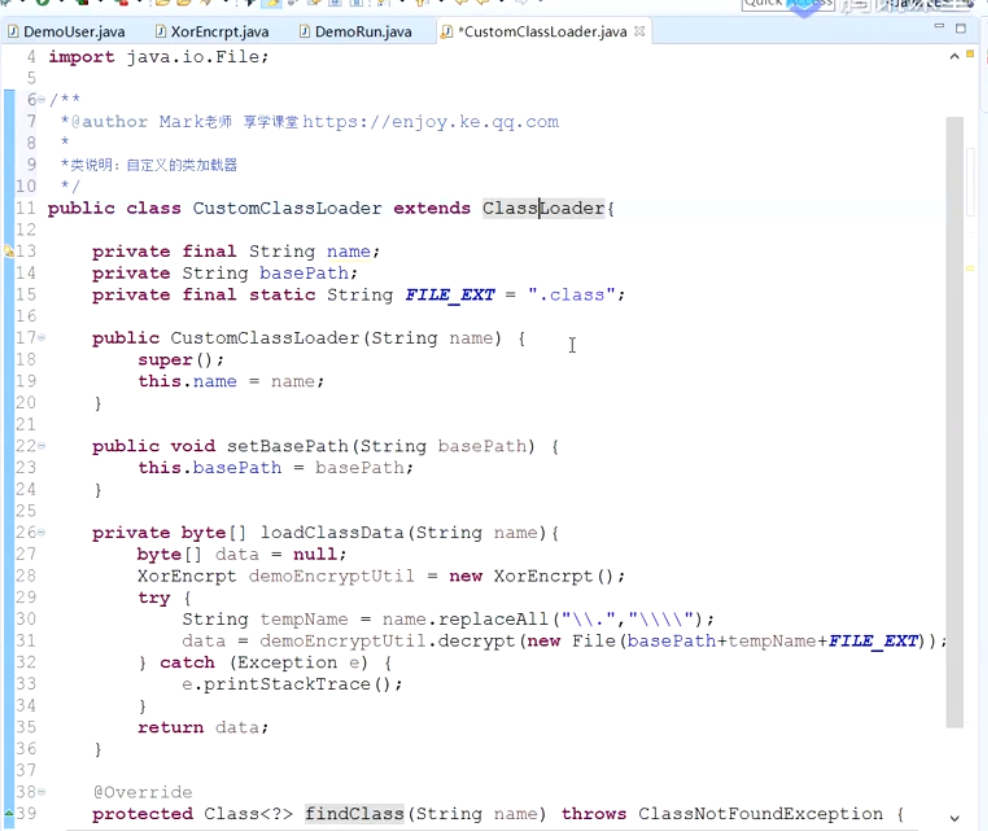 Quick Access
DemoUser.java XorEncrpt.java DemoRun.java *CustomClassLoader.java
4 import java.io.File;
5
6 /**
7 *@author Mark老师 享学课堂https://enjoy.ke.qq.com
8 *
9 *类说明：自定义的类加载器
10 */
11 public class CustomClassLoader extends ClassLoader{
12
13 private final String name;
14 private String basePath;
15 private final static String FILE_EXT = ".class";
16
17 public CustomClassLoader(String name) {
18 super();
19 this.name = name;
20 }
21
22 public void setBasePath(String basePath) {
23 this.basePath = basePath;
24 }
25
26 private byte[] loadClassData(String name){
27 byte[] data = null;
28 XorEncrpt demoEncryptUtil = new XorEncrpt();
29 try {
30 String tempName = name.replaceAll("\\.","\\\\");
31 data = demoEncryptUtil.decrypt(new File(basePath+tempName+FILE_EXT));
32 } catch (Exception e) {
33 e.printStackTrace();
34 }
35 return data;
36 }
37
38 @Override
39 protected Class<?> findClass(String name) throws ClassNotFoundException {